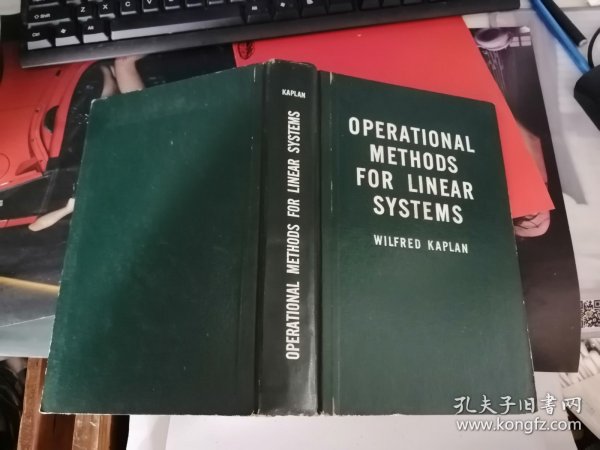 KAPLAN
OPERATIONAL METHODS FOR LINEAR SYSTEMS
OPERATIONAL
METHODS
FOR LINEAR
SYSTEMS
WILFRED KAPLAN
孔夫子旧书网
www.kongfz.com